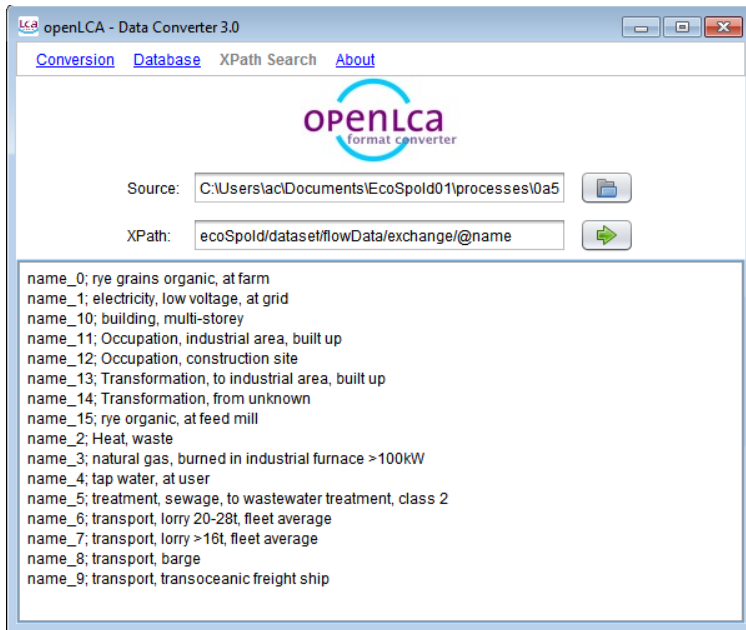 LCa openLCA - Data Converter 3.0
Conversion Database XPath Search About
openLca
format converter
Source: C:\Users\ac\Documents\EcoSpold01\processes\0a5
XPath: ecoSpold/dataset/flowData/exchange/@name
name_0; rye grains organic, at farm
name_1; electricity, low voltage, at grid
name_10; building, multi-storey
name_11; Occupation, industrial area, built up
name_12; Occupation, construction site
name_13; Transformation, to industrial area, built up
name_14; Transformation, from unknown
name_15; rye organic, at feed mill
name_2; Heat, waste
name_3; natural gas, burned in industrial furnace >100kW
name_4; tap water, at user
name_5; treatment, sewage, to wastewater treatment, class 2
name_6; transport, lorry 20-28t, fleet average
name_7; transport, lorry >16t, fleet average
name_8; transport, barge
name_9; transport, transoceanic freight ship